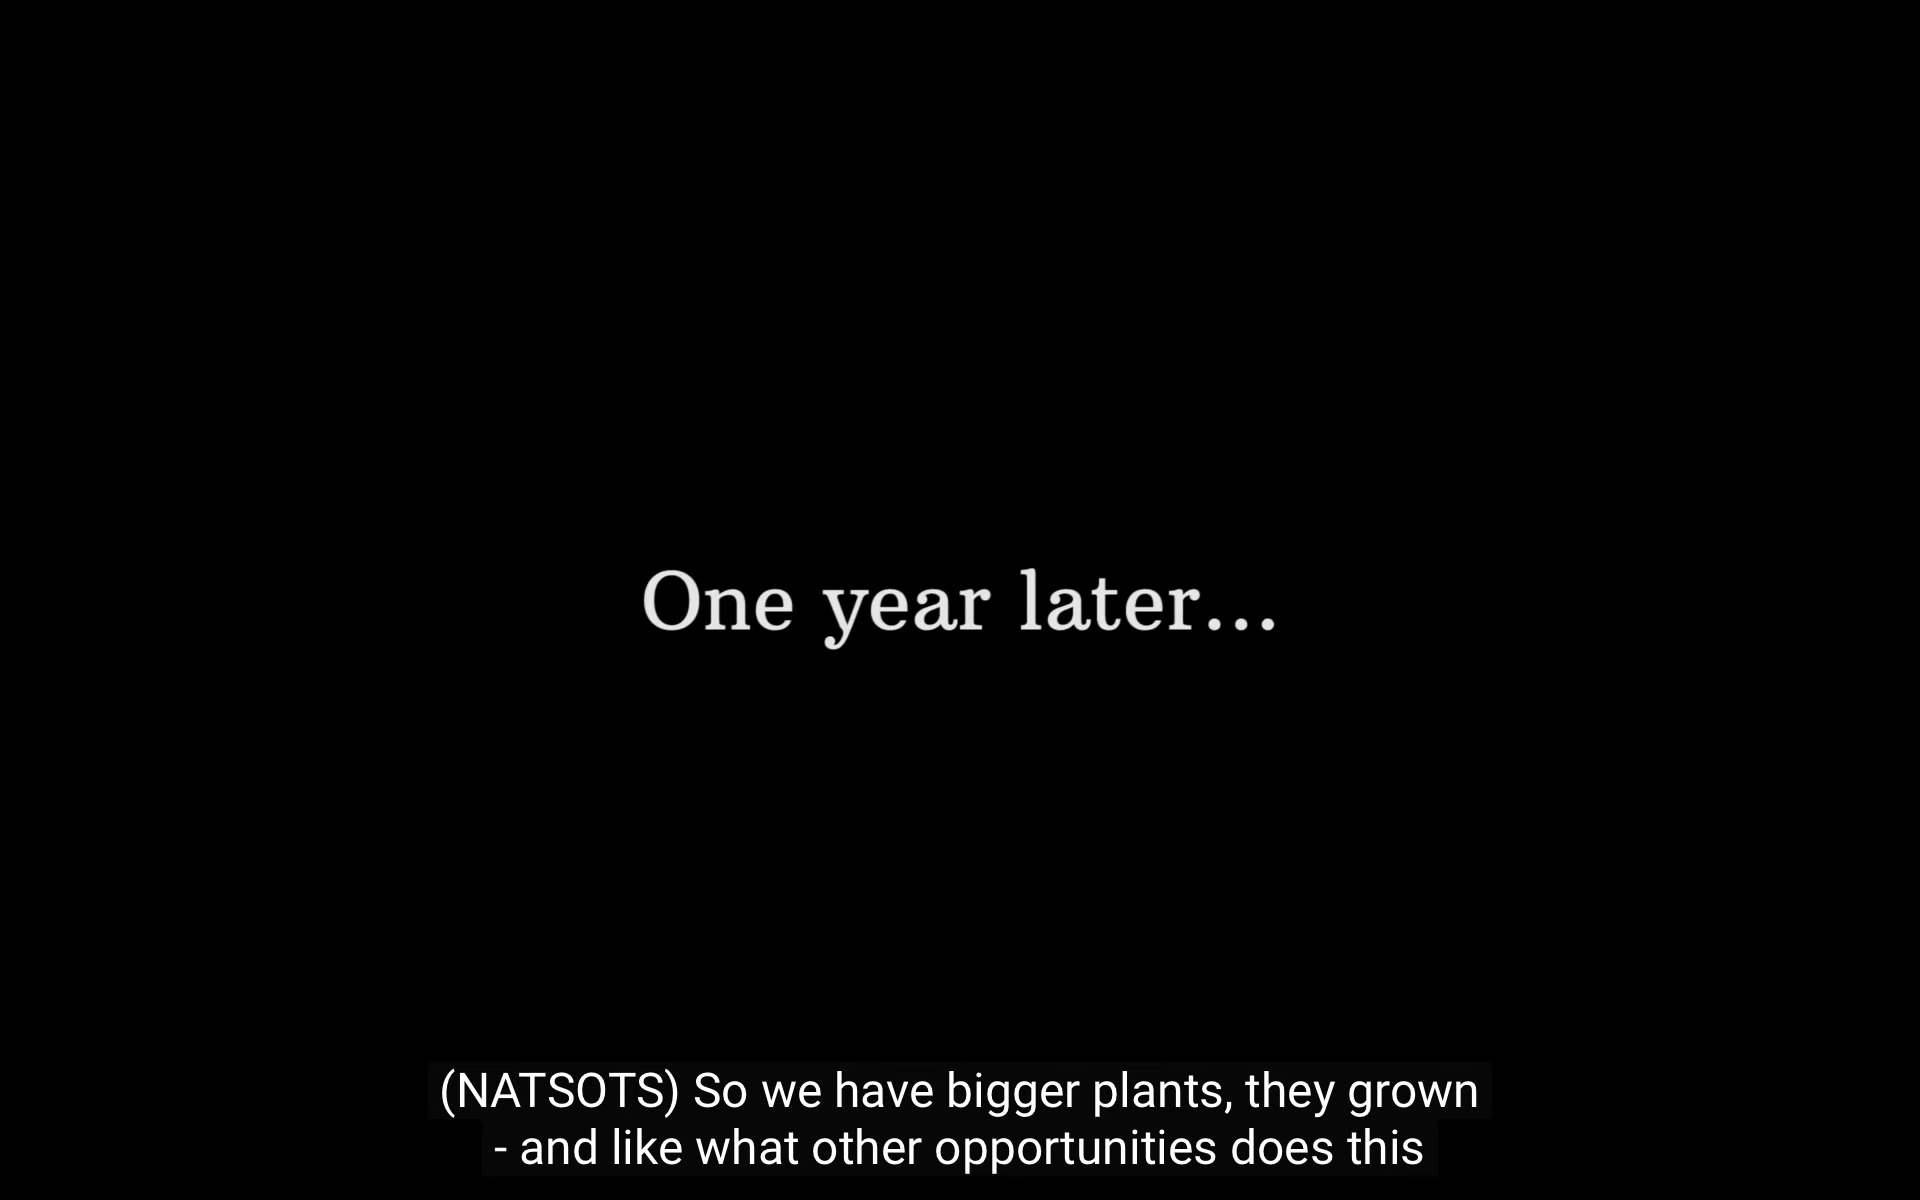 One year later...
(NATSOTS) So we have bigger plants, they grown
- and like what other opportunities does this